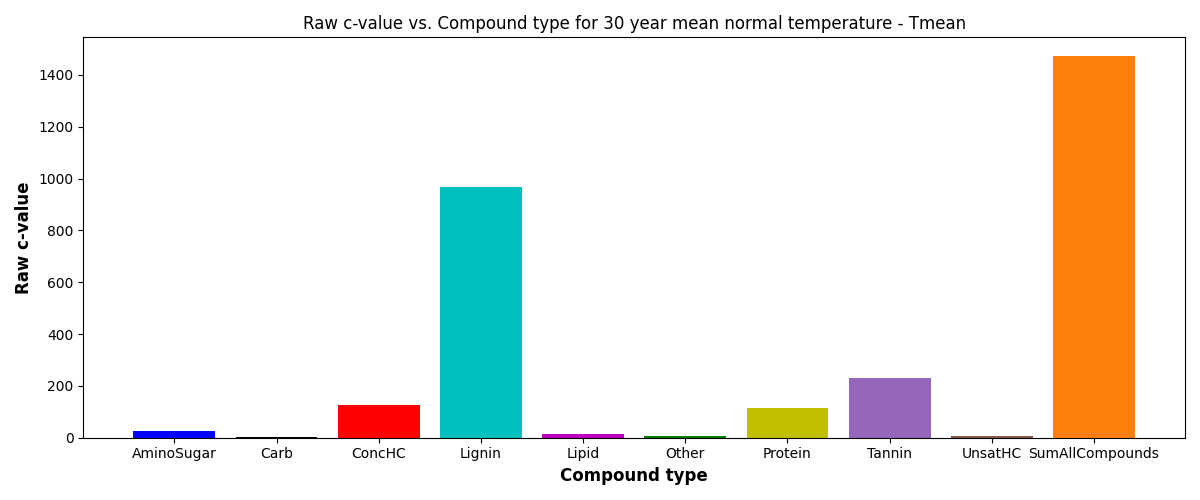 Raw c-value vs. Compound type for 30 year mean normal temperature - Tmean
Raw c-value
1400
1200
1000
800
600
400
200
0
AminoSugar Carb ConcHC Lignin Lipid Other Protein Tannin UnsatHC SumAllCompounds
Compound type